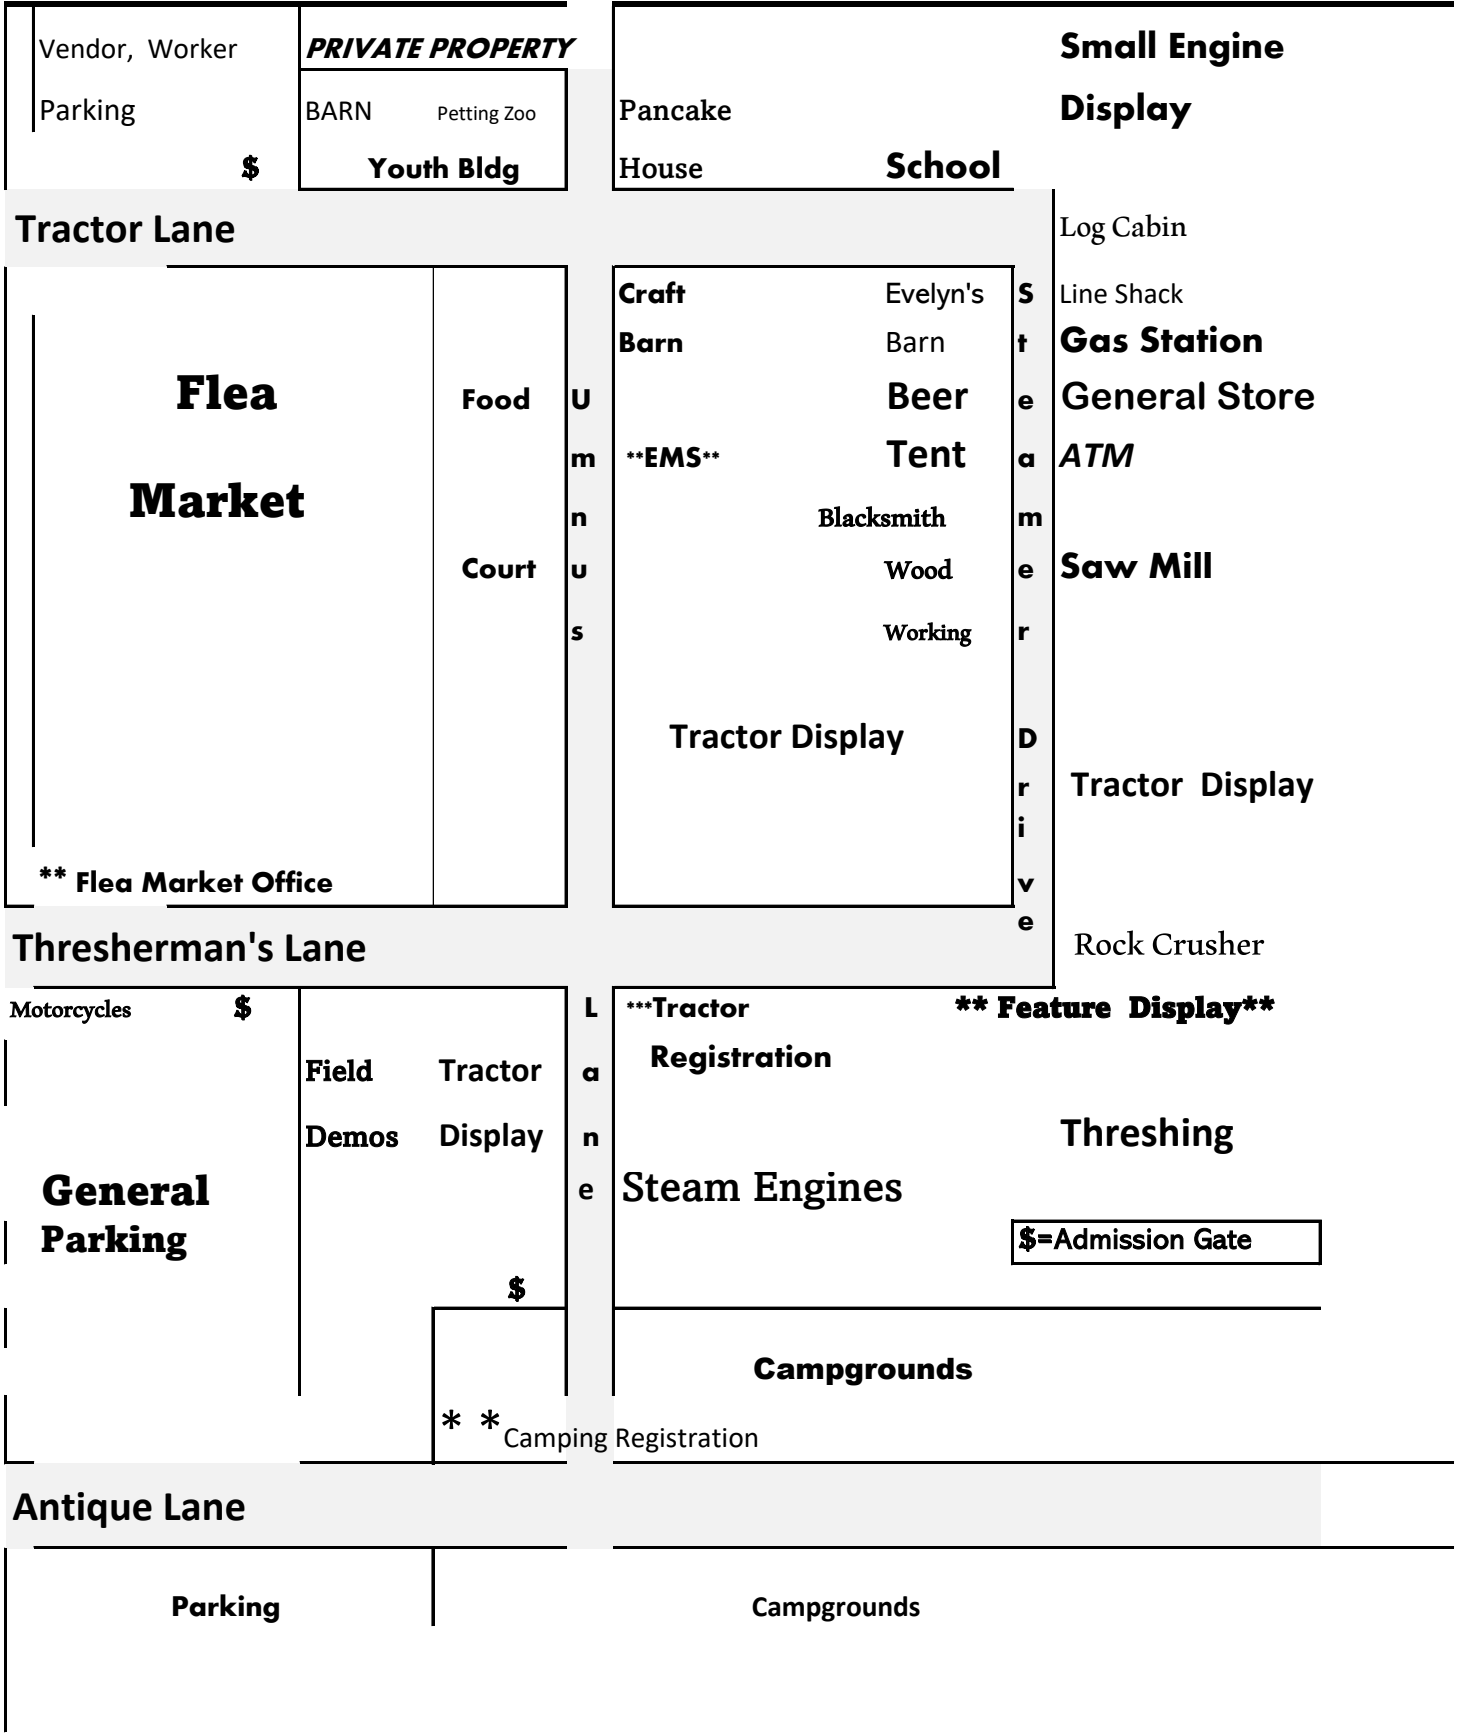 Vendor, Worker PRIVATE PROPERTY Small Engine
Parking BARN Petting Zoo Pancake Display
$ Youth Bldg House School
Tractor Lane Log Cabin
Craft Evelyn's S Line Shack
Barn Barn t Gas Station
Flea Food U Beer e General Store
m **EMS** Tent a ATM
Market n Blacksmith m
Court u Wood e Saw Mill
s Working r
Tractor Display D
r Tractor Display
i
** Flea Market Office v
e
Thresherman's Lane Rock Crusher
Motorcycles $ L ***Tractor ** Feature Display**
Registration
Field Tractor a
Demos Display n Threshing
General e Steam Engines
Parking $=Admission Gate
$
Campgrounds
* * Camping Registration
Antique Lane
Parking Campgrounds